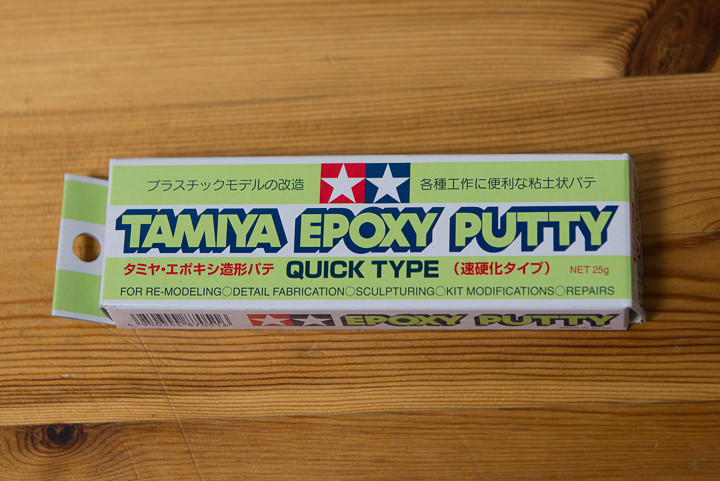 プラスチックモデルの改造 各種工作に便利な粘土状パテ
TAMIYA EPOXY PUTTY
タミヤ・エポキシ造形パテ QUICK TYPE (速硬化タイプ) NET 25g
FOR RE-MODELING○DETAIL FABRICATION○SCULPTURING○KIT MODIFICATIONS○REPAIRS
EPOXY PUTTY
MADE IN JAPAN